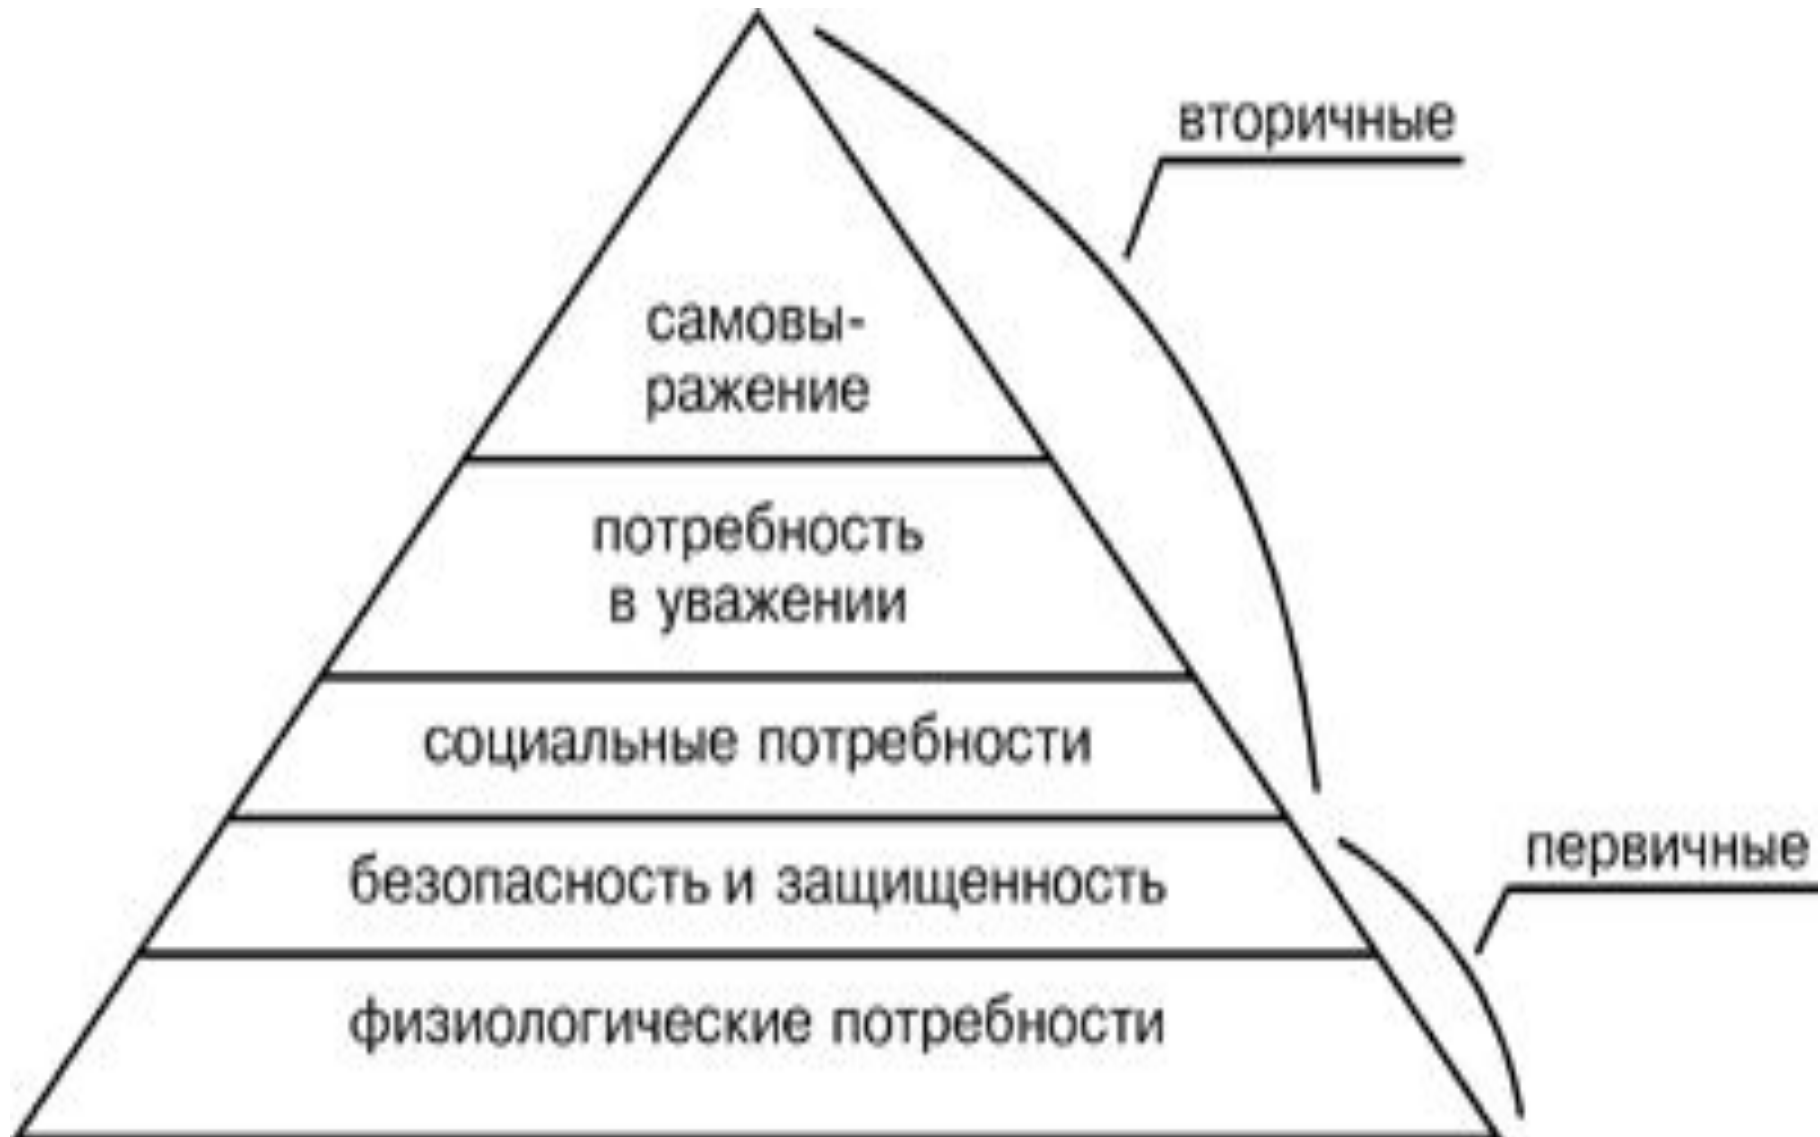 вторичные
самовы-
ражение
потребность
в уважении
социальные потребности
безопасность и защищенность
первичные
физиологические потребности